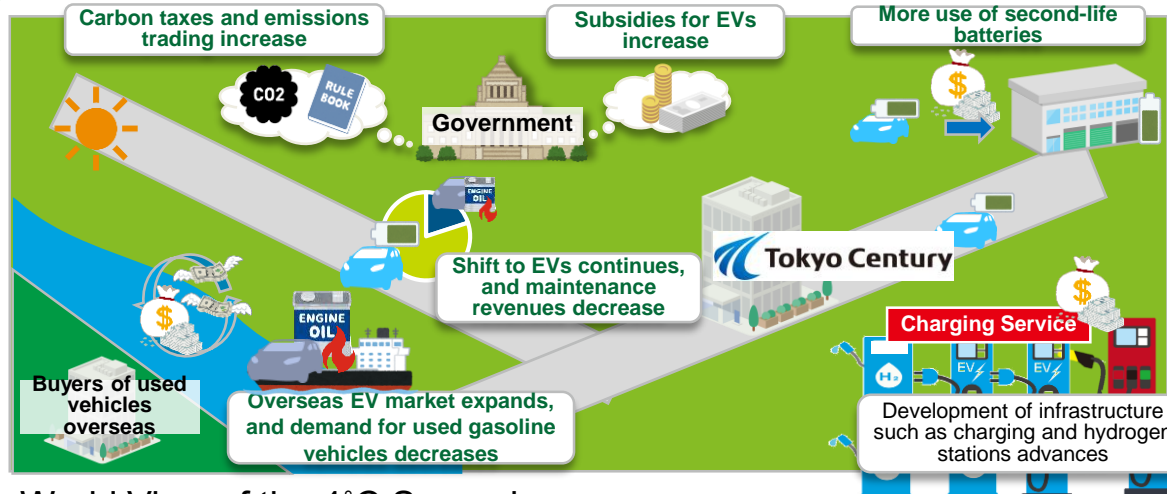 Carbon taxes and emissions
trading increase
Subsidies for EVs
increase
More use of second-life
batteries
CO2
RULE
BOOK
Government
ENGINE
OIL
Tokyo Century
Shift to EVs continues,
and maintenance
revenues decrease
ENGINE
OIL
Charging Service
Buyers of used
vehicles
overseas
Overseas EV market expands,
and demand for used gasoline
vehicles decreases
H2
EV
EV
Development of infrastructure
such as charging and hydrogen
stations advances